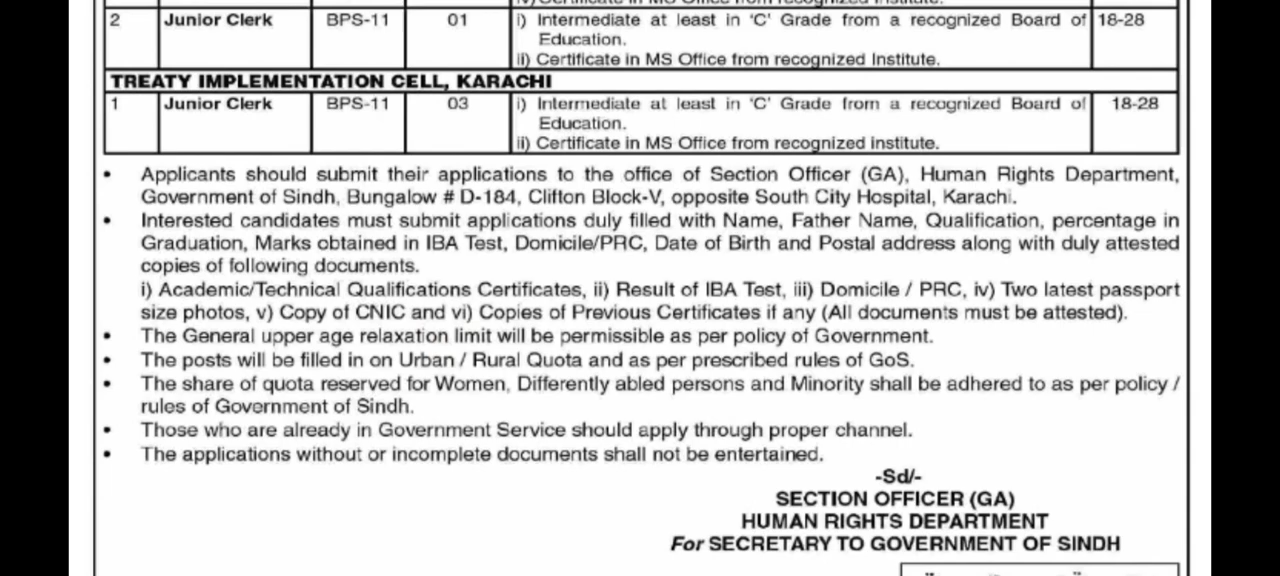 2 Junior Clerk BPS-11 01 i) Intermediate at least in 'C' Grade from a recognized Board of 18-28
Education.
ii) Certificate in MS Office from recognized Institute.
TREATY IMPLEMENTATION CELL, KARACHI
1 Junior Clerk BPS-11 03 i) Intermediate at least in 'C' Grade from a recognized Board of 18-28
Education.
ii) Certificate in MS Office from recognized Institute.
• Applicants should submit their applications to the office of Section Officer (GA), Human Rights Department,
Government of Sindh, Bungalow # D-184, Clifton Block-V, opposite South City Hospital, Karachi.
• Interested candidates must submit applications duly filled with Name, Father Name, Qualification, percentage in
Graduation, Marks obtained in IBA Test, Domicile/PRC, Date of Birth and Postal address along with duly attested
copies of following documents.
i) Academic/Technical Qualifications Certificates, ii) Result of IBA Test, iii) Domicile / PRC, iv) Two latest passport
size photos, v) Copy of CNIC and vi) Copies of Previous Certificates if any (All documents must be attested).
• The General upper age relaxation limit will be permissible as per policy of Government.
• The posts will be filled in on Urban / Rural Quota and as per prescribed rules of GoS.
• The share of quota reserved for Women, Differently abled persons and Minority shall be adhered to as per policy /
rules of Government of Sindh.
• Those who are already in Government Service should apply through proper channel.
• The applications without or incomplete documents shall not be entertained.
-Sd/-
SECTION OFFICER (GA)
HUMAN RIGHTS DEPARTMENT
For SECRETARY TO GOVERNMENT OF SINDH